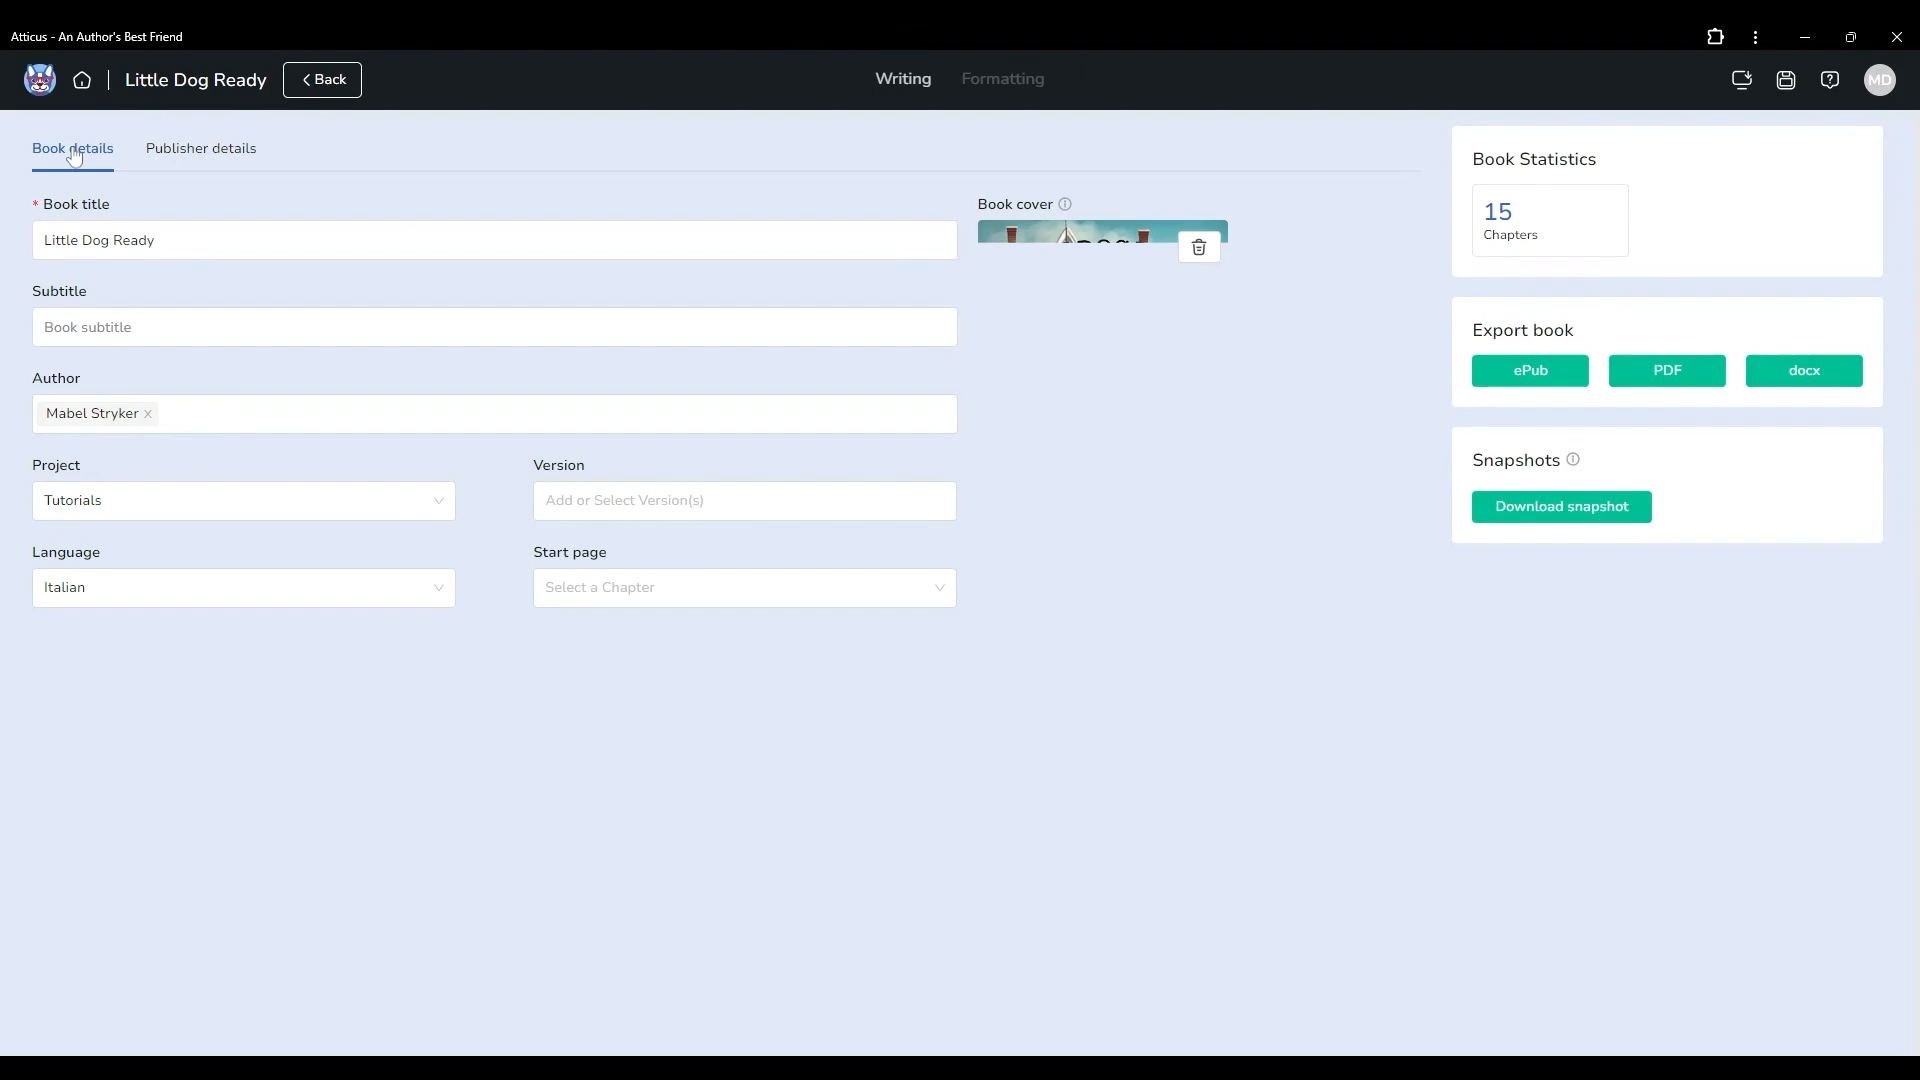 Atticus - An Author's Best Friend
Little Dog Ready
Back
Writing
Formatting
MD
Book details
Publisher details
* Book title
Little Dog Ready
Subtitle
Book subtitle
Author
Mabel Stryker
Project
Tutorials
Version
Add or Select Version(s)
Language
Italian
Start page
Select a Chapter
Book cover
Book Statistics
15
Chapters
Export book
ePub
PDF
docx
Snapshots
Download snapshot